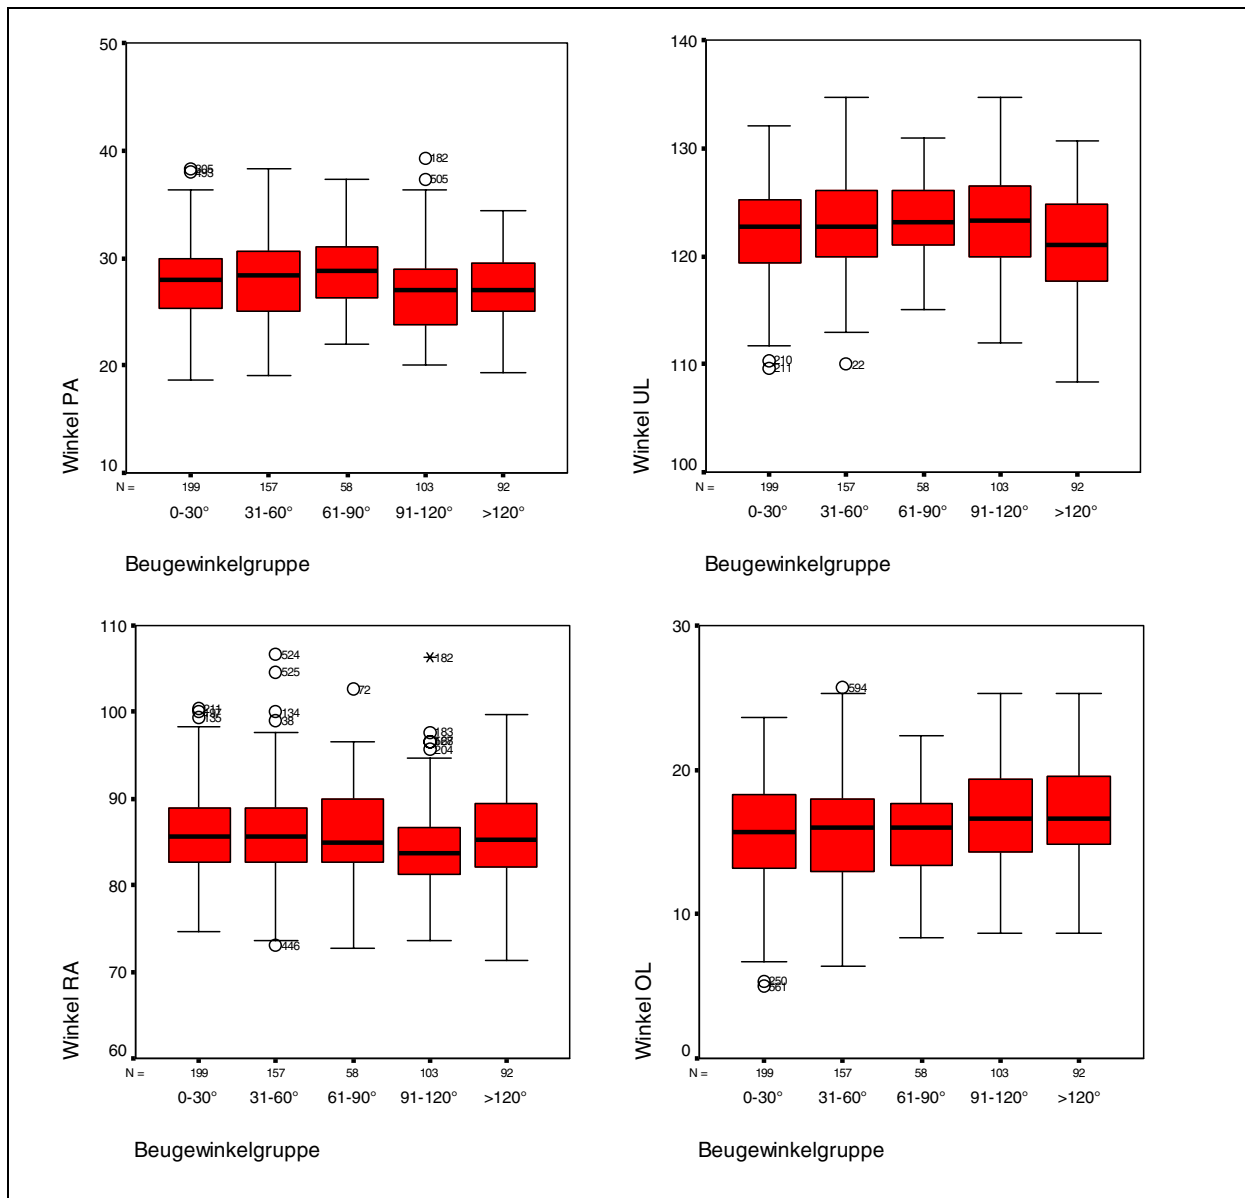 50
40
30
20
10
Winkel PA
182
505
N = 199 157 58 103 92
0-30° 31-60° 61-90° 91-120° >120°
Beugewinkelgruppe
140
130
120
110
100
Winkel UL
210
211
22
N = 199 157 58 103 92
0-30° 31-60° 61-90° 91-120° >120°
Beugewinkelgruppe
110
100
90
80
70
60
Winkel RA
211
135
524
525
134
38
446
72
182
183
204
N = 199 157 58 103 92
0-30° 31-60° 61-90° 91-120° >120°
Beugewinkelgruppe
30
20
10
0
Winkel OL
594
250
561
N = 199 157 58 103 92
0-30° 31-60° 61-90° 91-120° >120°
Beugewinkelgruppe